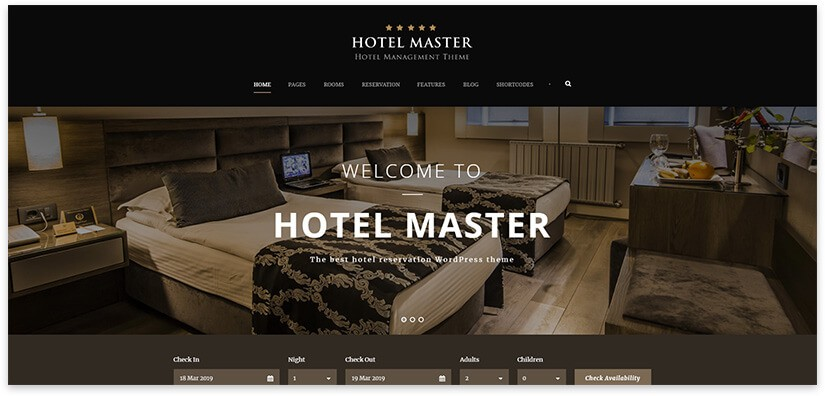 HOTEL MASTER
HOTEL MANAGEMENT THEME
HOME PAGES ROOMS RESERVATION FEATURES BLOG SHORTCODES
WELCOME TO
HOTEL MASTER
The best hotel reservation WordPress theme
Check In Night Check Out Adults Children
18 Mar 2019 1 19 Mar 2019 2 0 Check Availability